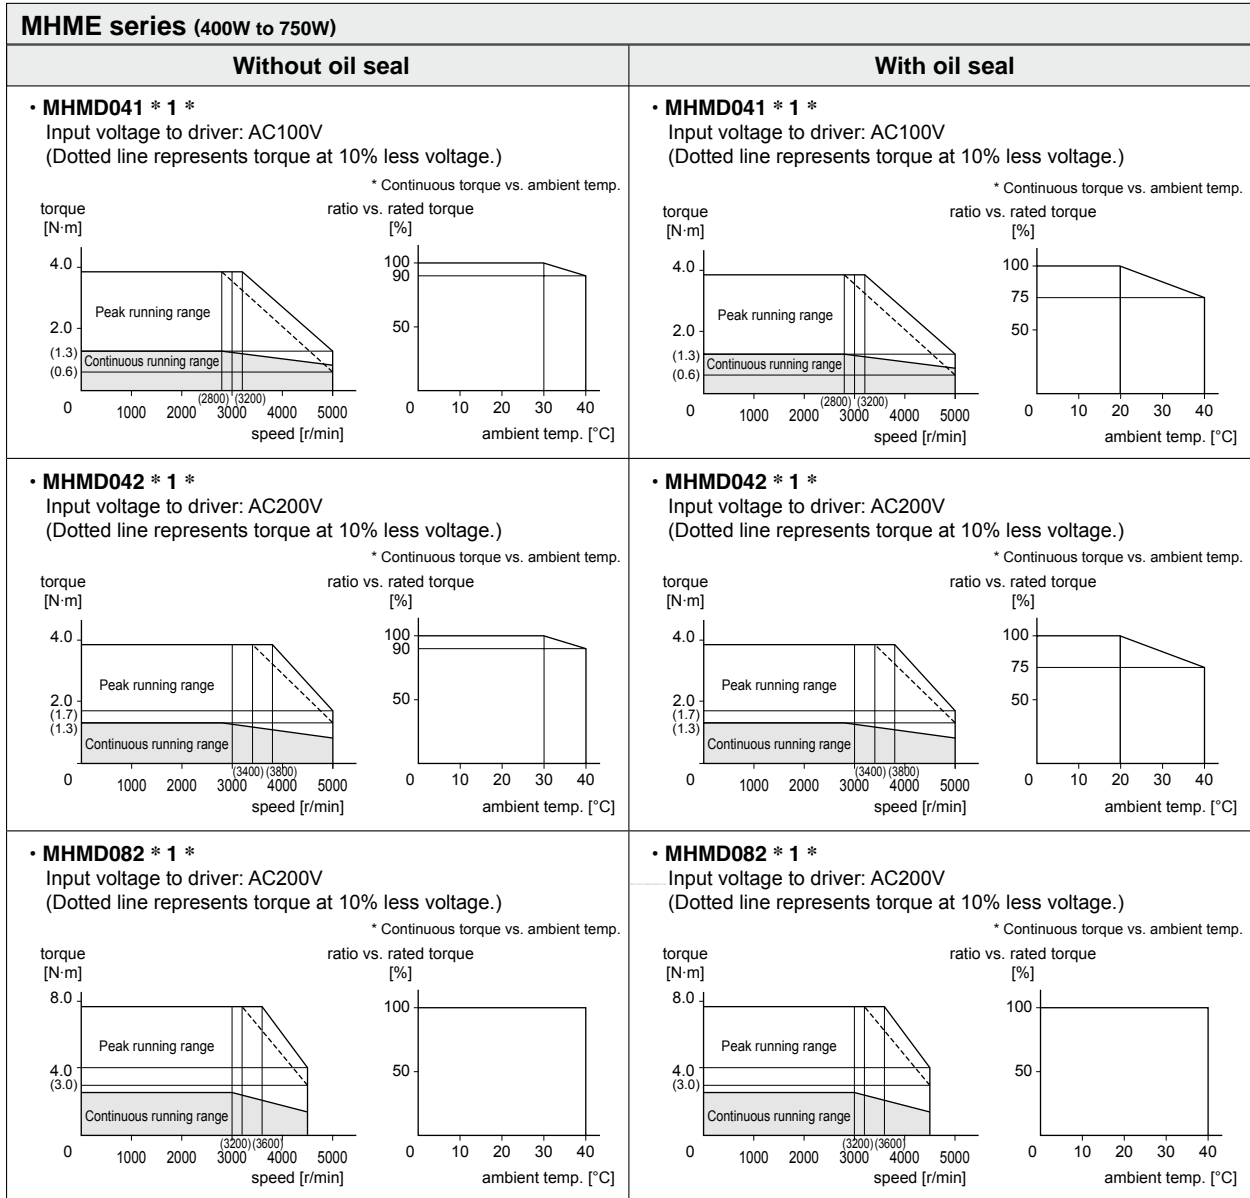 MHME series (400W to 750W)
Without oil seal
With oil seal
・MHMD041 * 1 *
Input voltage to driver: AC100V
(Dotted line represents torque at 10% less voltage.)
* Continuous torque vs. ambient temp.
torque
[N·m]
ratio vs. rated torque
[%]
4.0
2.0
(1.3)
(0.6)
0
Peak running range
Continuous running range
(2800) (3200)
1000 2000 3000 4000 5000
speed [r/min]
100
90
50
0 10 20 30 40
ambient temp. [°C]
・MHMD041 * 1 *
Input voltage to driver: AC100V
(Dotted line represents torque at 10% less voltage.)
* Continuous torque vs. ambient temp.
torque
[N·m]
ratio vs. rated torque
[%]
4.0
2.0
(1.3)
(0.6)
0
Peak running range
Continuous running range
(2800) (3200)
1000 2000 3000 4000 5000
speed [r/min]
100
75
50
0 10 20 30 40
ambient temp. [°C]
・MHMD042 * 1 *
Input voltage to driver: AC200V
(Dotted line represents torque at 10% less voltage.)
* Continuous torque vs. ambient temp.
torque
[N·m]
ratio vs. rated torque
[%]
4.0
2.0
(1.7)
(1.3)
0
Peak running range
Continuous running range
(3400) (3800)
1000 2000 3000 4000 5000
speed [r/min]
100
90
50
0 10 20 30 40
ambient temp. [°C]
・MHMD042 * 1 *
Input voltage to driver: AC200V
(Dotted line represents torque at 10% less voltage.)
* Continuous torque vs. ambient temp.
torque
[N·m]
ratio vs. rated torque
[%]
4.0
2.0
(1.7)
(1.3)
0
Peak running range
Continuous running range
(3400) (3800)
1000 2000 3000 4000 5000
speed [r/min]
100
75
50
0 10 20 30 40
ambient temp. [°C]
・MHMD082 * 1 *
Input voltage to driver: AC200V
(Dotted line represents torque at 10% less voltage.)
* Continuous torque vs. ambient temp.
torque
[N·m]
ratio vs. rated torque
[%]
8.0
4.0
(3.0)
0
Peak running range
Continuous running range
(3200) (3600)
1000 2000 3000 4000 5000
speed [r/min]
100
50
0 10 20 30 40
ambient temp. [°C]
・MHMD082 * 1 *
Input voltage to driver: AC200V
(Dotted line represents torque at 10% less voltage.)
* Continuous torque vs. ambient temp.
torque
[N·m]
ratio vs. rated torque
[%]
8.0
4.0
(3.0)
0
Peak running range
Continuous running range
(3200) (3600)
1000 2000 3000 4000 5000
speed [r/min]
100
50
0 10 20 30 40
ambient temp. [°C]